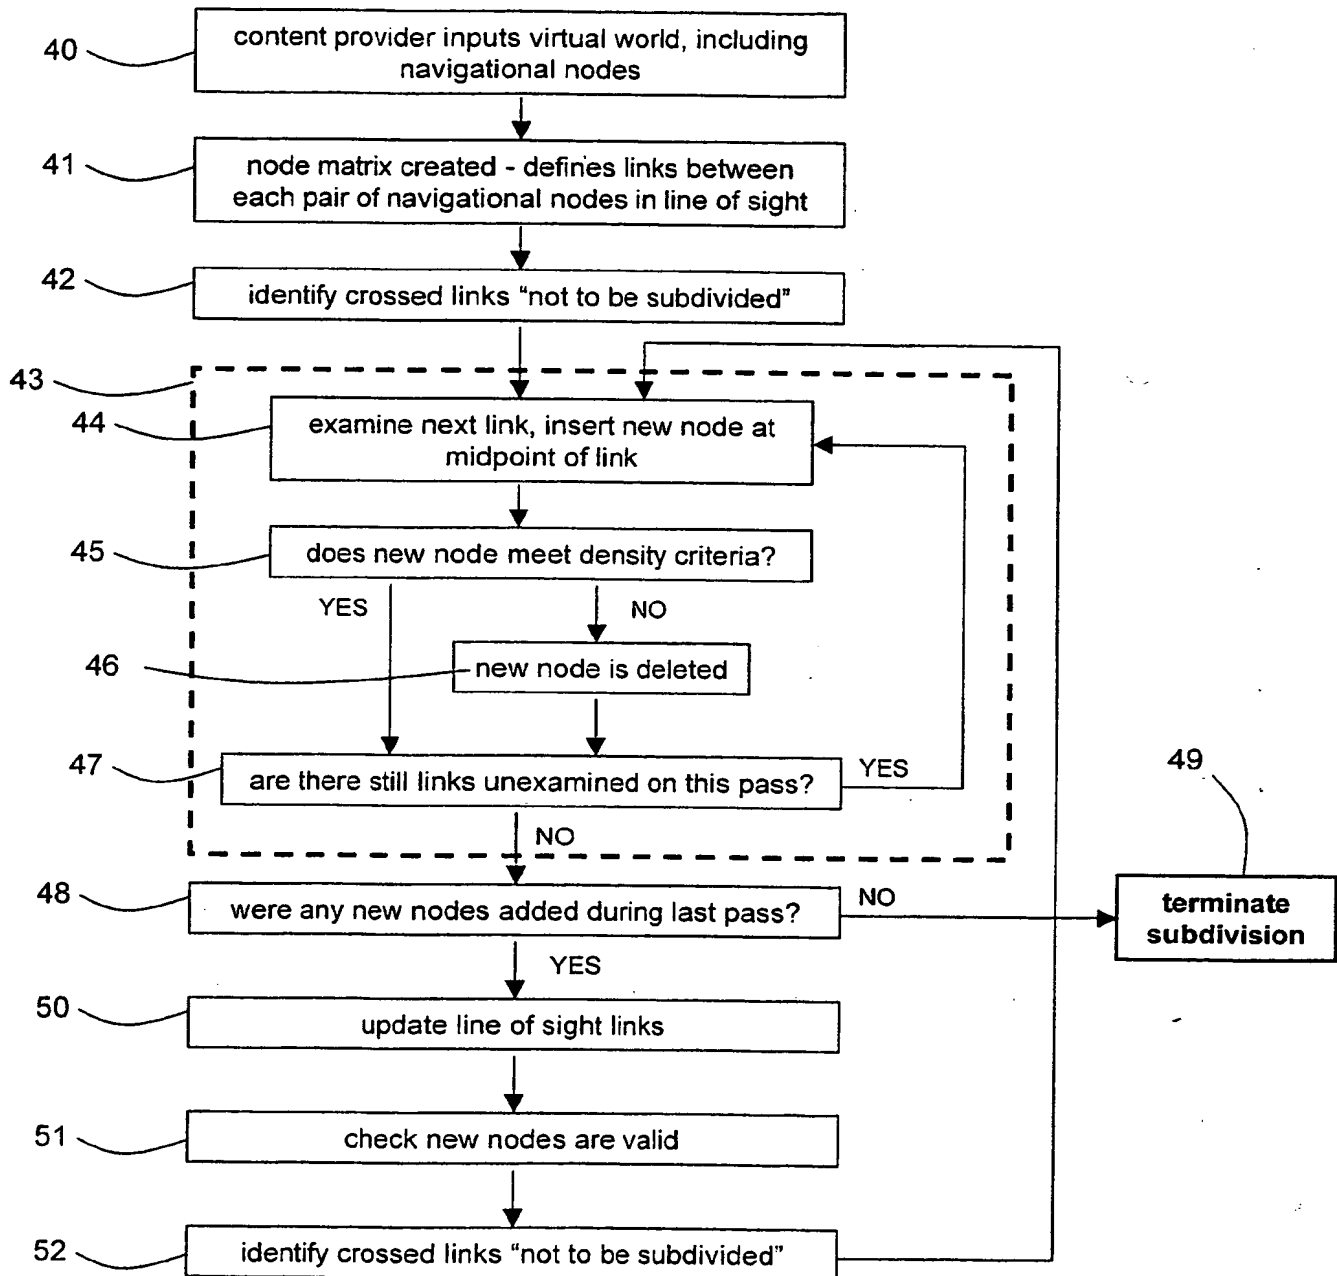 40
content provider inputs virtual world, including
navigational nodes
41
node matrix created - defines links between
each pair of navigational nodes in line of sight
42
identify crossed links "not to be subdivided"
43
44
examine next link, insert new node at
midpoint of link
45
does new node meet density criteria?
YES
NO
46
new node is deleted
47
are there still links unexamined on this pass?
YES
NO
48
were any new nodes added during last pass?
NO
49
terminate
subdivision
YES
50
update line of sight links
51
check new nodes are valid
52
identify crossed links "not to be subdivided"